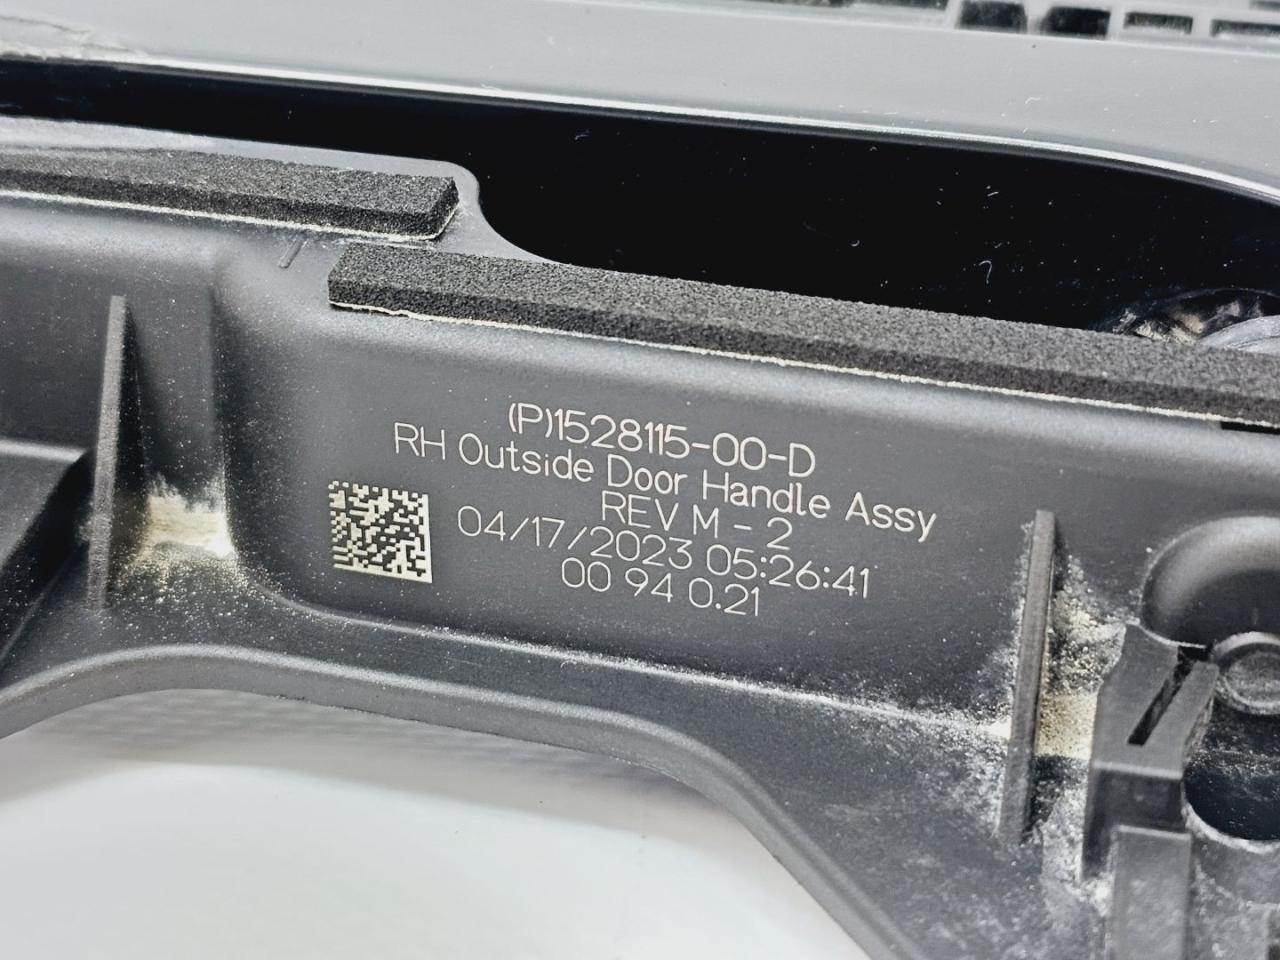 (P)1528115-00-D
RH Outside Door Handle Assy
REV M - 2
04/17/2023 05:26:41
00 94 0.21